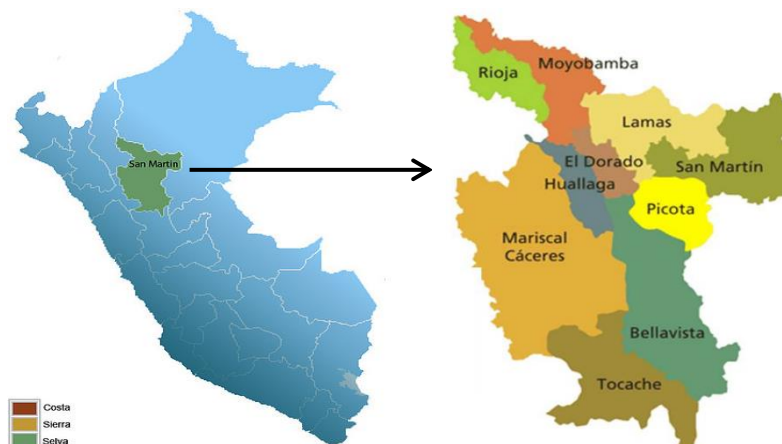 San Martín
Costa
Sierra
Selva
Moyobamba
Rioja
Lamas
El Dorado
San Martín
Huallaga
Picota
Mariscal
Cáceres
Bellavista
Tocache